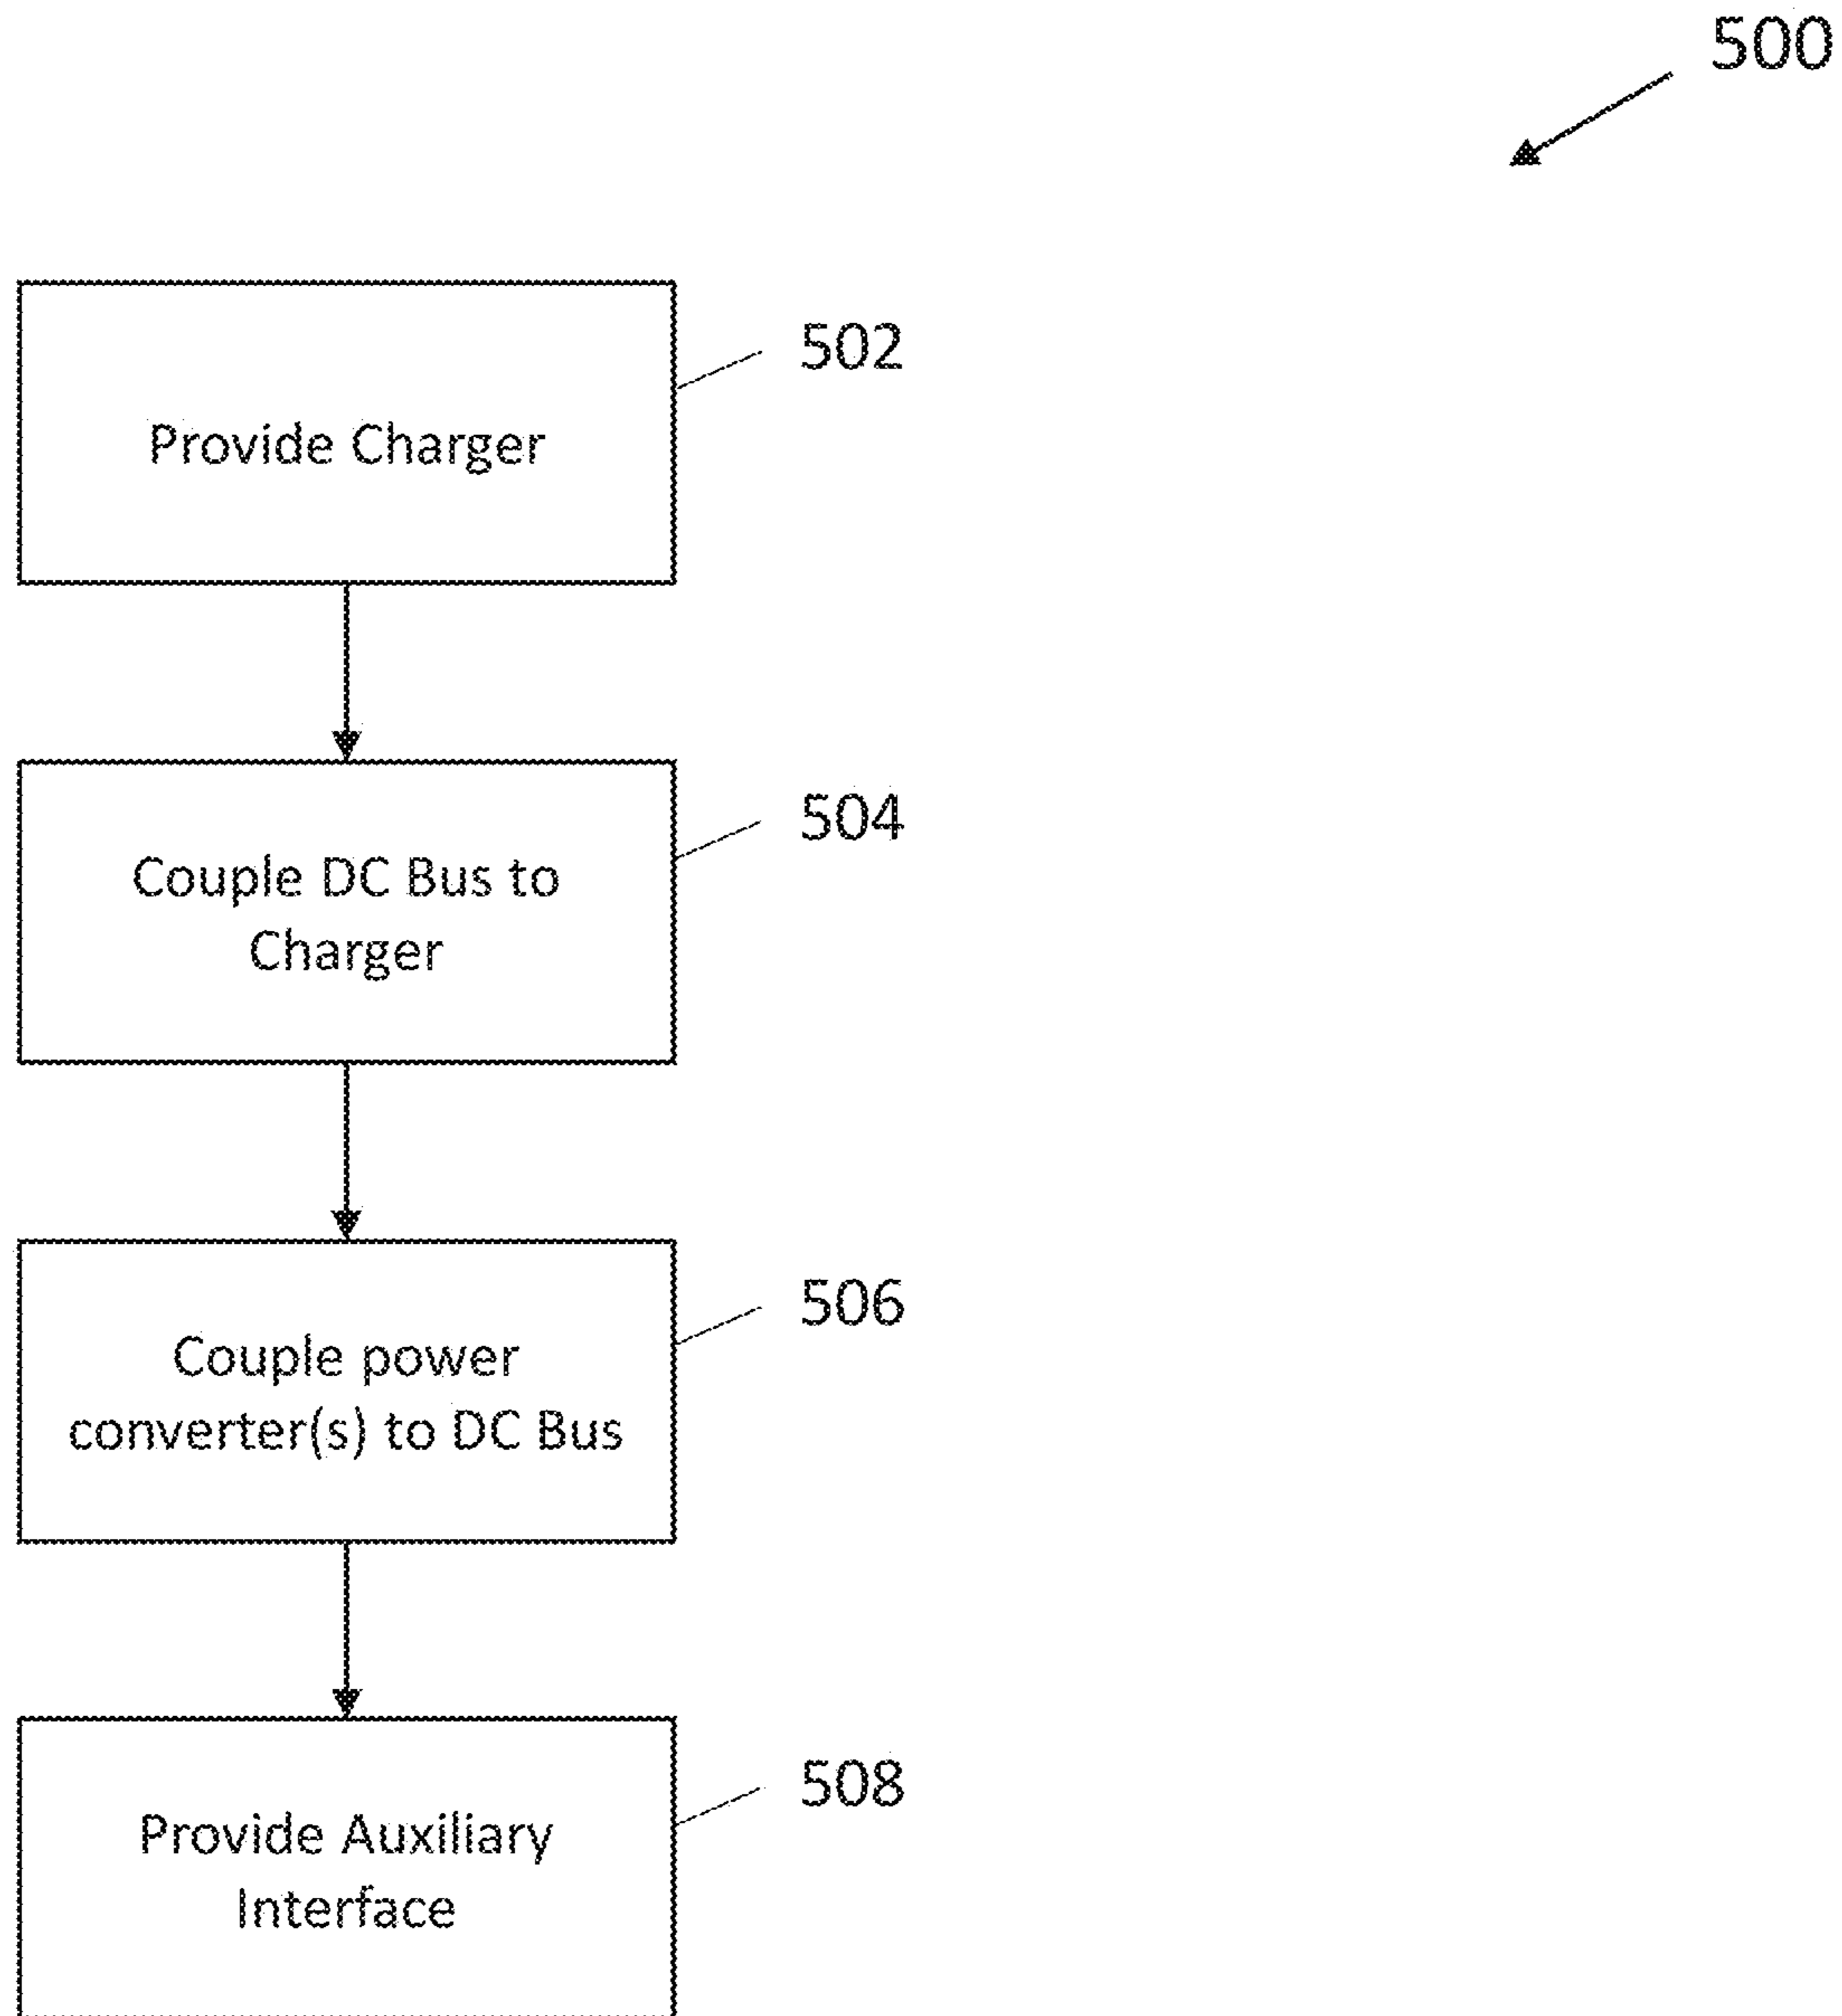 500
502
Provide Charger
504
Couple DC Bus to
Charger
506
Couple power
converter(s) to DC Bus
508
Provide Auxiliary
Interface